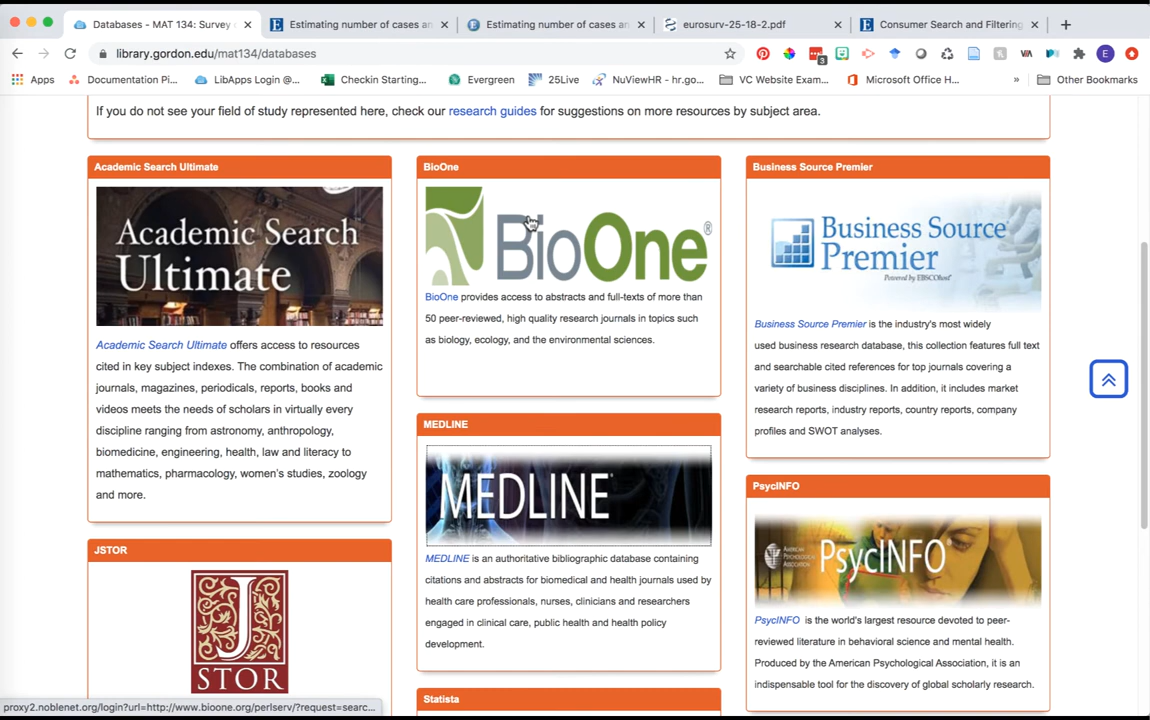 Databases - MAT 134: Survey
Estimating number of cases an
Estimating number of cases an
eurosurv-25-18-2.pdf
Consumer Search and Filtering
library.gordon.edu/mat134/databases
3
E
Apps
Documentation Pi...
LibApps Login @...
Checkin Starting...
Evergreen
25Live
NuViewHR - hr.go...
VC Website Exam...
Microsoft Office H...
»
Other Bookmarks
If you do not see your field of study represented here, check our research guides for suggestions on more resources by subject area.
Academic Search Ultimate
Academic Search
Ultimate
Academic Search Ultimate offers access to resources
cited in key subject indexes. The combination of academic
journals, magazines, periodicals, reports, books and
videos meets the needs of scholars in virtually every
discipline ranging from astronomy, anthropology,
biomedicine, engineering, health, law and literacy to
mathematics, pharmacology, women's studies, zoology
and more.
JSTOR
J
STOR
BioOne
BioOne®
BioOne provides access to abstracts and full-texts of more than
50 peer-reviewed, high quality research journals in topics such
as biology, ecology, and the environmental sciences.
MEDLINE
MEDLINE®
MEDLINE is an authoritative bibliographic database containing
citations and abstracts for biomedical and health journals used by
health care professionals, nurses, clinicians and researchers
engaged in clinical care, public health and health policy
development.
Statista
Business Source Premier
Business Source
Premier
Powered by EBSCOhost
Business Source Premier is the industry's most widely
used business research database, this collection features full text
and searchable cited references for top journals covering a
variety of business disciplines. In addition, it includes market
research reports, industry reports, country reports, company
profiles and SWOT analyses.
PsycINFO
AMERICAN
PSYCHOLOGICAL
ASSOCIATION
PsycINFO
PsycINFO is the world's largest resource devoted to peer-
reviewed literature in behavioral science and mental health.
Produced by the American Psychological Association, it is an
indispensable tool for the discovery of global scholarly research.
proxy2.noblenet.org/login?url=http://www.bioone.org/perlserv/?request=searc...